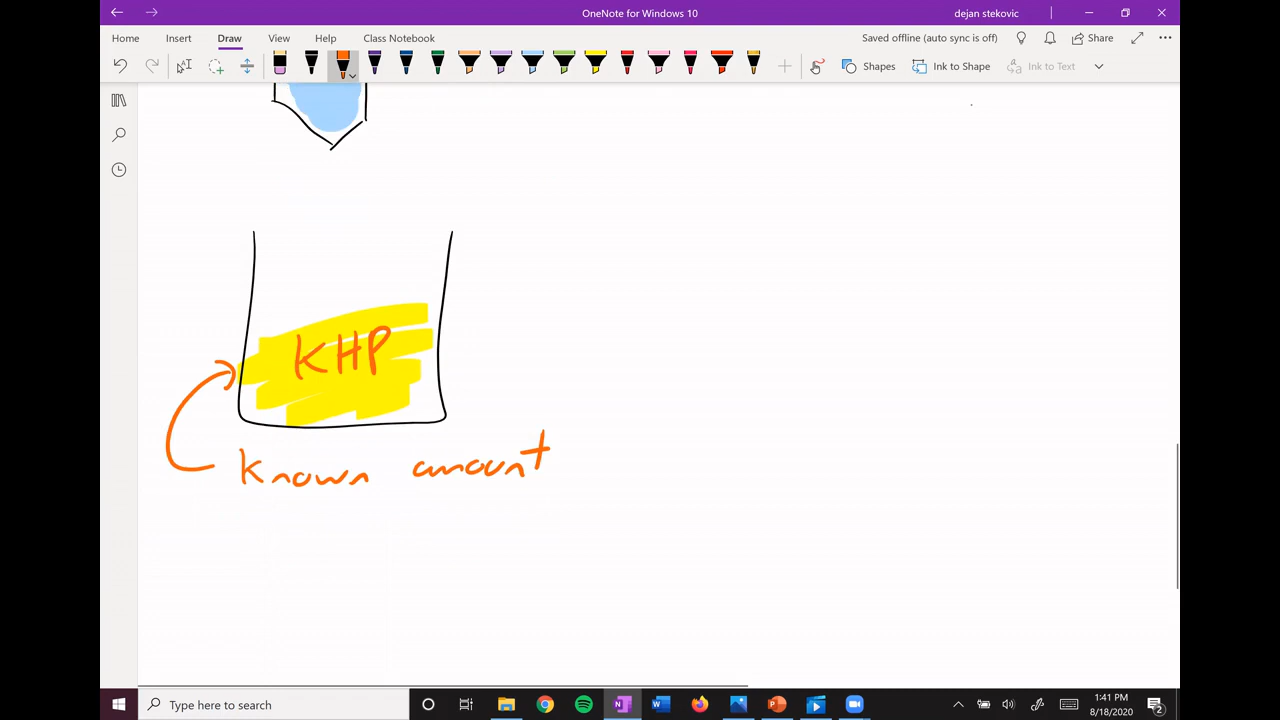 OneNote for Windows 10
dejan stekovic
Home Insert Draw View Help Class Notebook
Saved offline (auto sync is off)
Share
Shapes
Ink to Shape
Ink to Text
KHP
Known amount
Type here to search
1:41 PM
8/18/2020
2